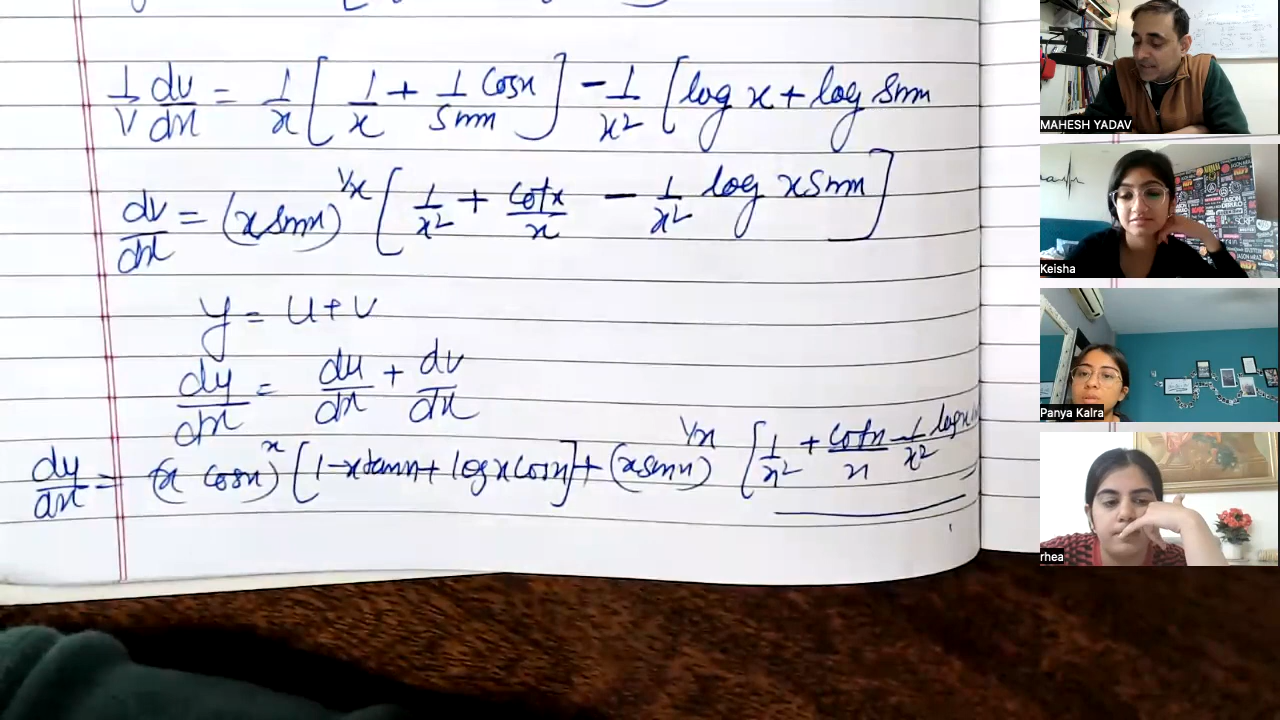 1/V dv/dx = 1/x [ 1/x + 1/sinx cosx ] - 1/x² [ log x + log sinx
dv/dx = (x sinx)^1/x [ 1/x² + cotx/x - 1/x² log x sinx ]
y = u + v
dy/dx = du/dx + dv/dx
dy/dx = (x cosx)^x [ 1 - x tanx + log x cosx ] + (x sinx)^1/x [ 1/x² + cotx/x - 1/x² log x
MAHESH YADAV
Keisha
Panya Kalra
rhea